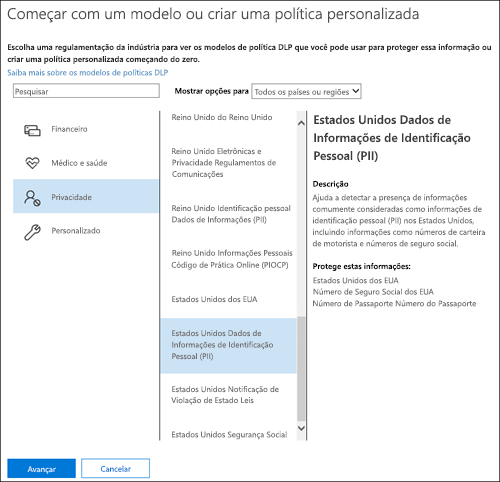 Começar com um modelo ou criar uma política personalizada
Escolha uma regulamentação da indústria para ver os modelos de política DLP que você pode usar para proteger essa informação ou
criar uma política personalizada começando do zero.
Saiba mais sobre os modelos de políticas DLP
Pesquisar
Mostrar opções para
Todos os países ou regiões
Financeiro
Médico e saúde
Privacidade
Personalizado
Reino Unido do Reino Unido
Reino Unido Eletrônicas e
Privacidade Regulamentos de
Comunicações
Reino Unido Identificação pessoal
Dados de Informações (PII)
Reino Unido Informações Pessoais
Código de Prática Online (PIOCP)
Estados Unidos dos EUA
Estados Unidos Dados de
Informações de Identificação
Pessoal (PII)
Estados Unidos Notificação de
Violação de Estado Leis
Estados Unidos Segurança Social
Estados Unidos Dados de
Informações de Identificação
Pessoal (PII)
Descrição
Ajuda a detectar a presença de informações
comumente consideradas como informações de
identificação pessoal (PII) nos Estados Unidos,
incluindo informações como números de carteira
de motorista e números de seguro social.
Protege estas informações:
Estados Unidos dos EUA
Número de Seguro Social dos EUA
Número de Passaporte Número do Passaporte
Avançar
Cancelar